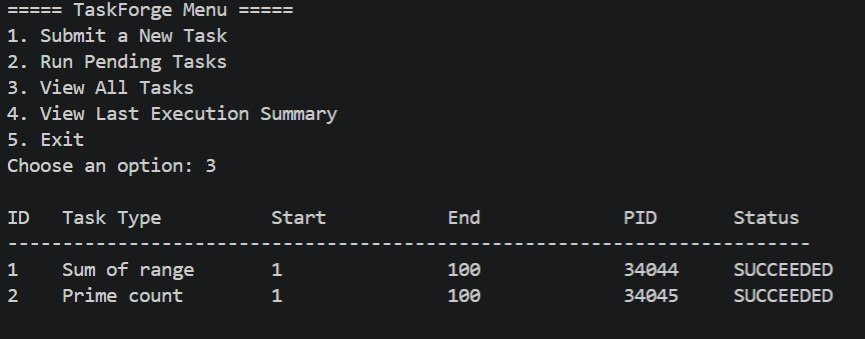 ===== TaskForge Menu =====
1. Submit a New Task
2. Run Pending Tasks
3. View All Tasks
4. View Last Execution Summary
5. Exit
Choose an option: 3
ID Task Type Start End PID Status
-------------------------------------------------------------------------
1 Sum of range 1 100 34044 SUCCEEDED
2 Prime count 1 100 34045 SUCCEEDED